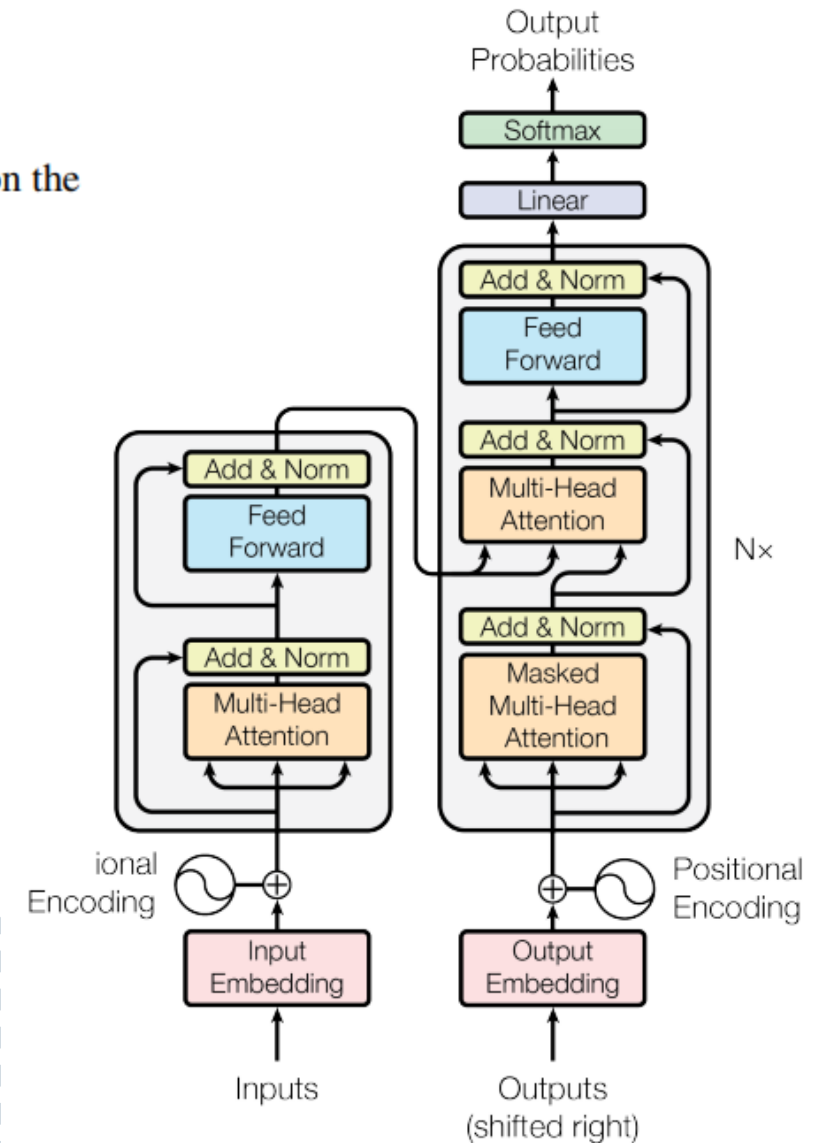 Output
Probabilities
Softmax
on the
Linear
Add & Norm
Feed
Forward
Add & Norm
Multi-Head
Attention
Add & Norm
Feed
Forward
N×
Add & Norm
Masked
Multi-Head
Attention
Add & Norm
Multi-Head
Attention
ional
Encoding
Positional
Encoding
Input
Embedding
Output
Embedding
Inputs
Outputs
(shifted right)